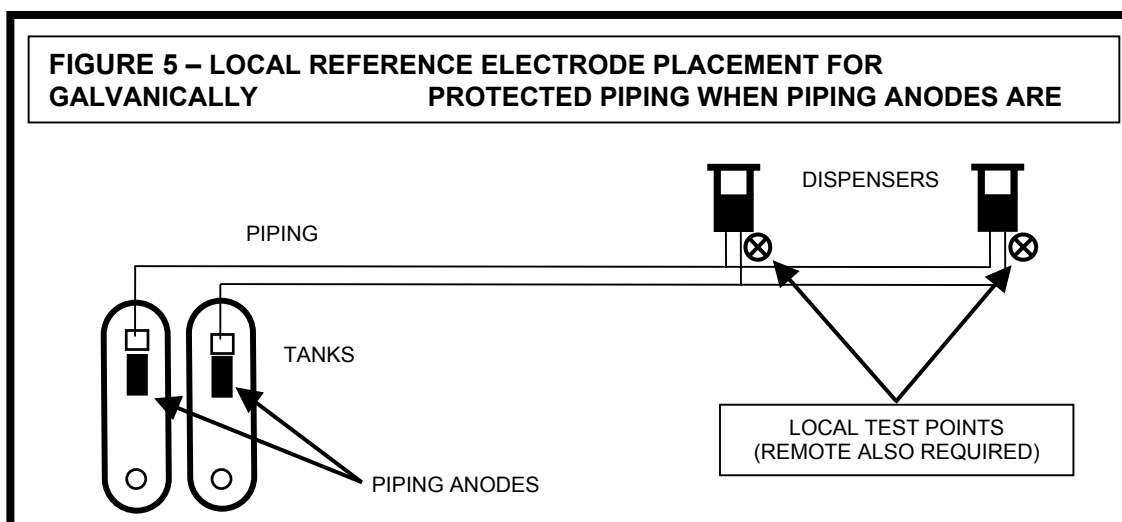 FIGURE 5 – LOCAL REFERENCE ELECTRODE PLACEMENT FOR
GALVANICALLY PROTECTED PIPING WHEN PIPING ANODES ARE
DISPENSERS
PIPING
TANKS
LOCAL TEST POINTS
(REMOTE ALSO REQUIRED)
PIPING ANODES